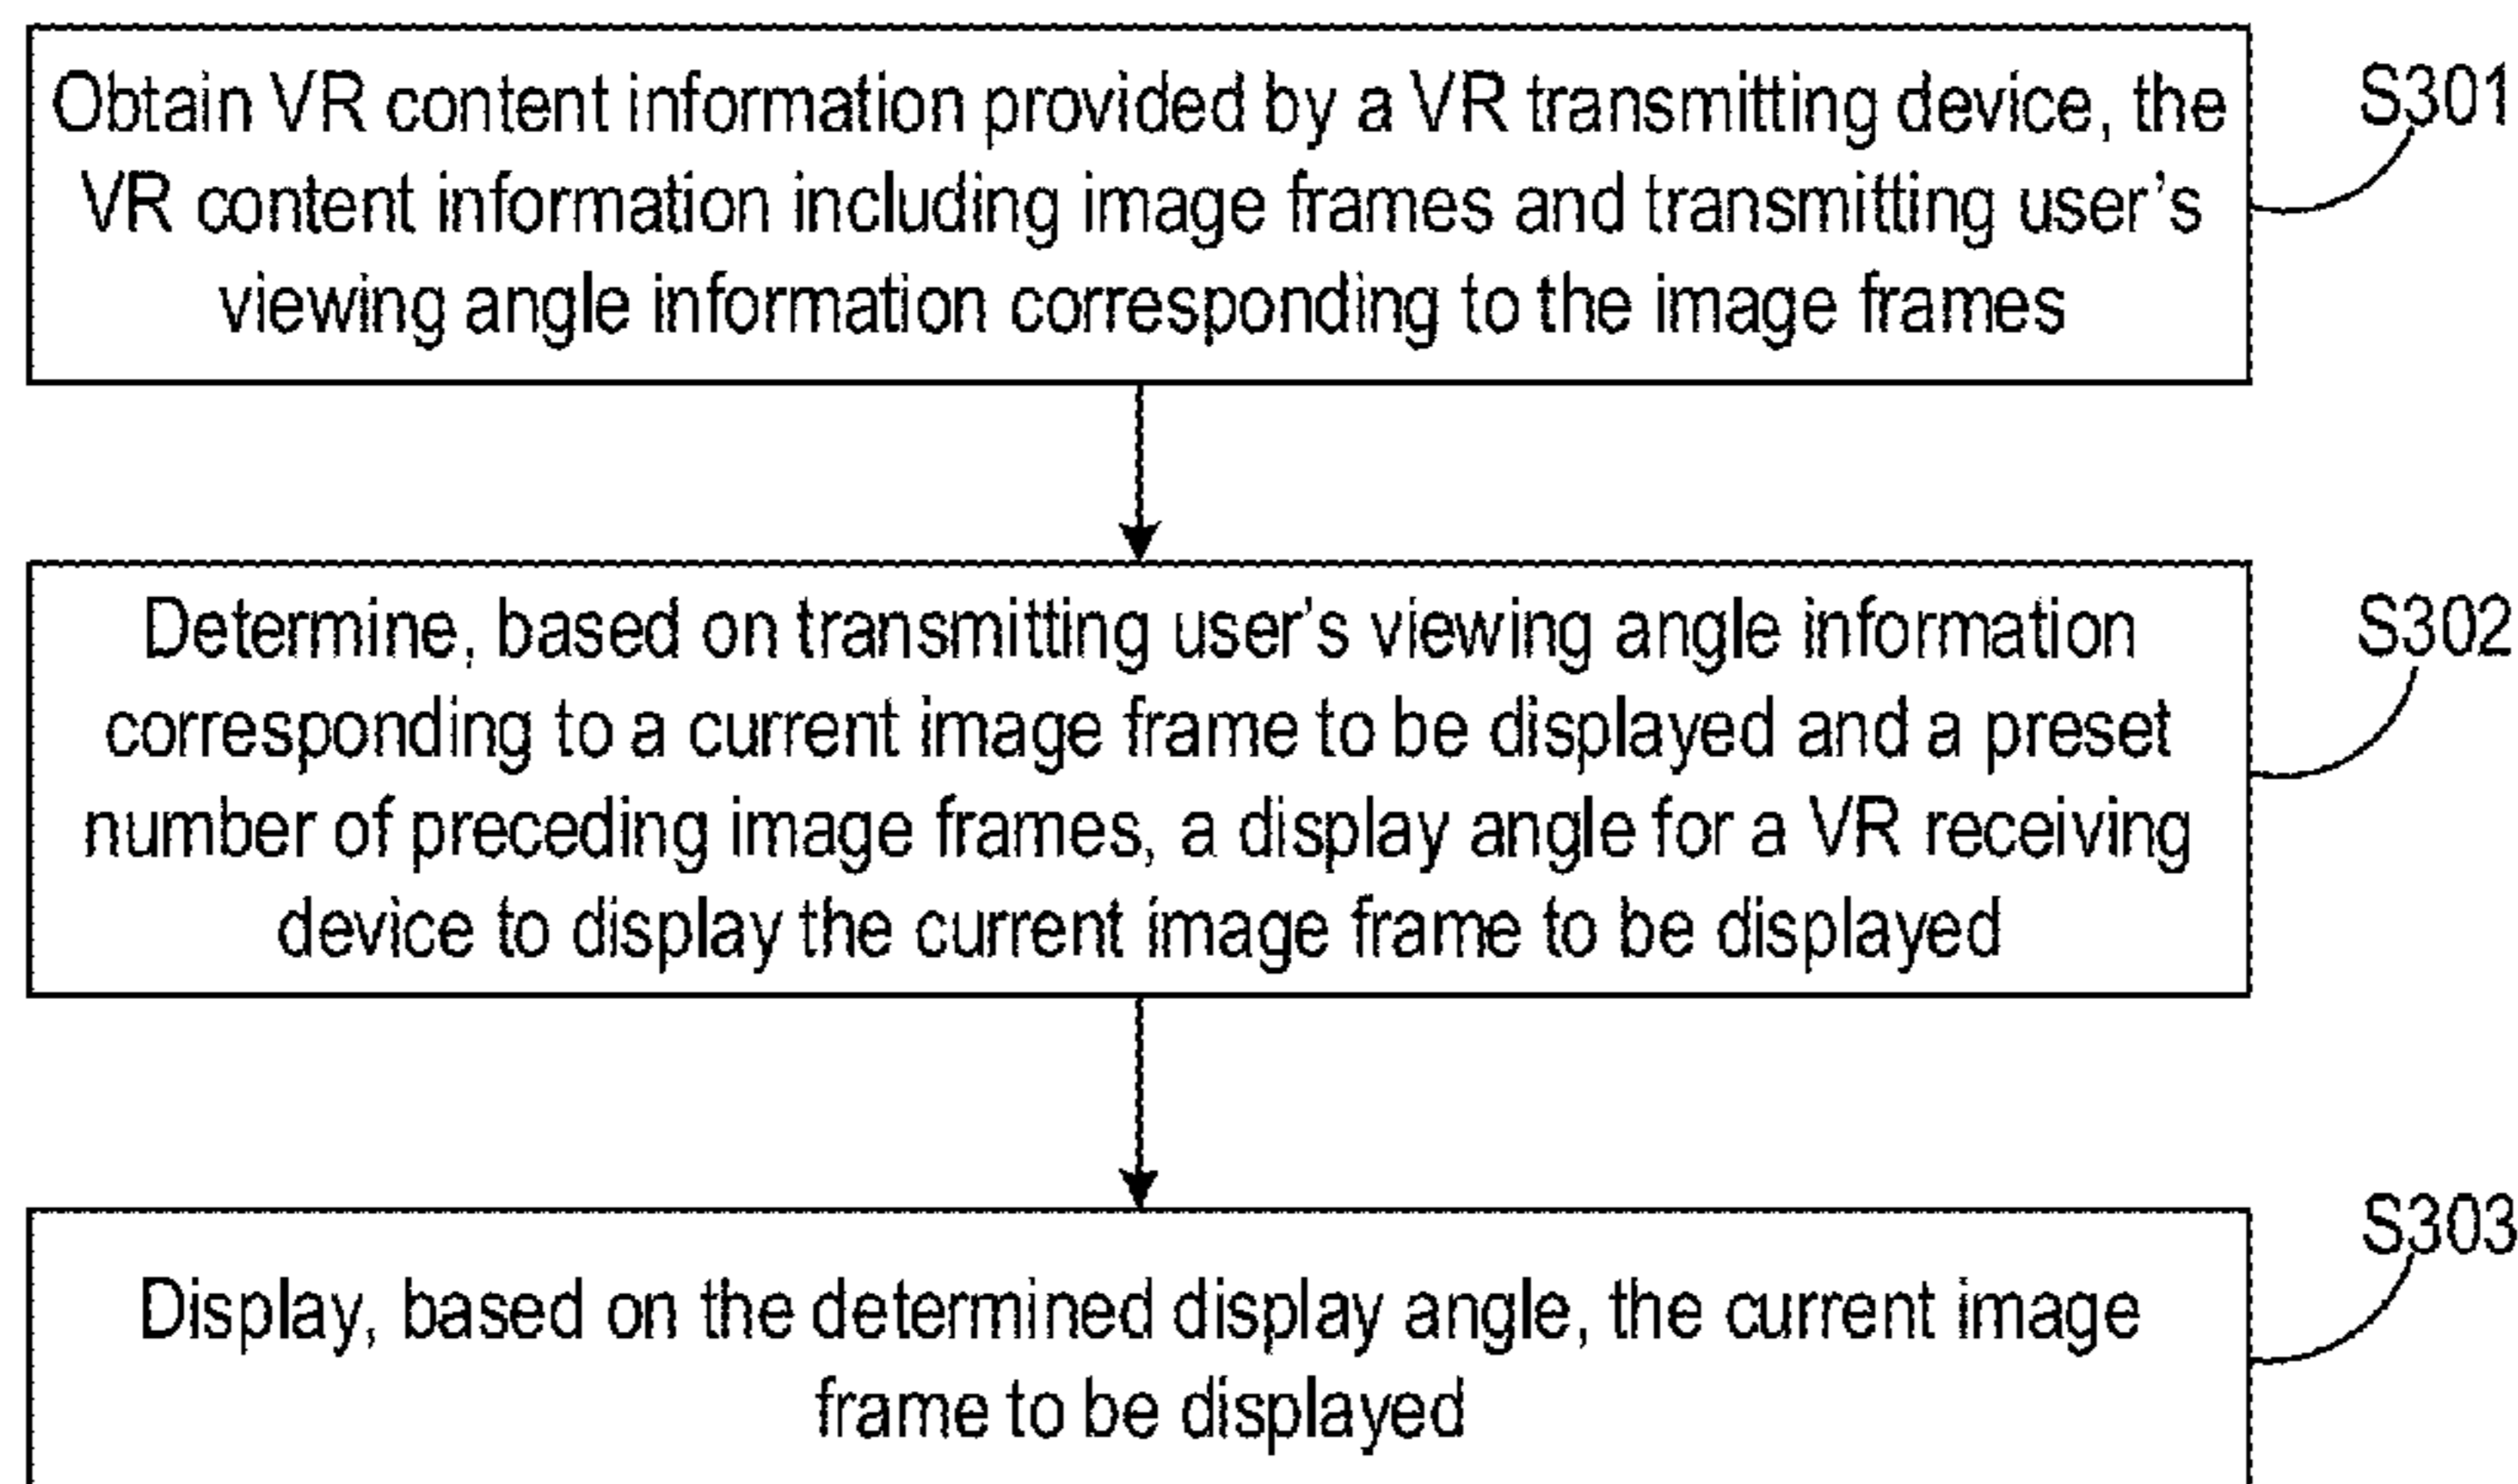 Obtain VR content information provided by a VR transmitting device, the
VR content information including image frames and transmitting user's
viewing angle information corresponding to the image frames
S301
Determine, based on transmitting user's viewing angle information
corresponding to a current image frame to be displayed and a preset
number of preceding image frames, a display angle for a VR receiving
device to display the current image frame to be displayed
S302
Display, based on the determined display angle, the current image
frame to be displayed
S303